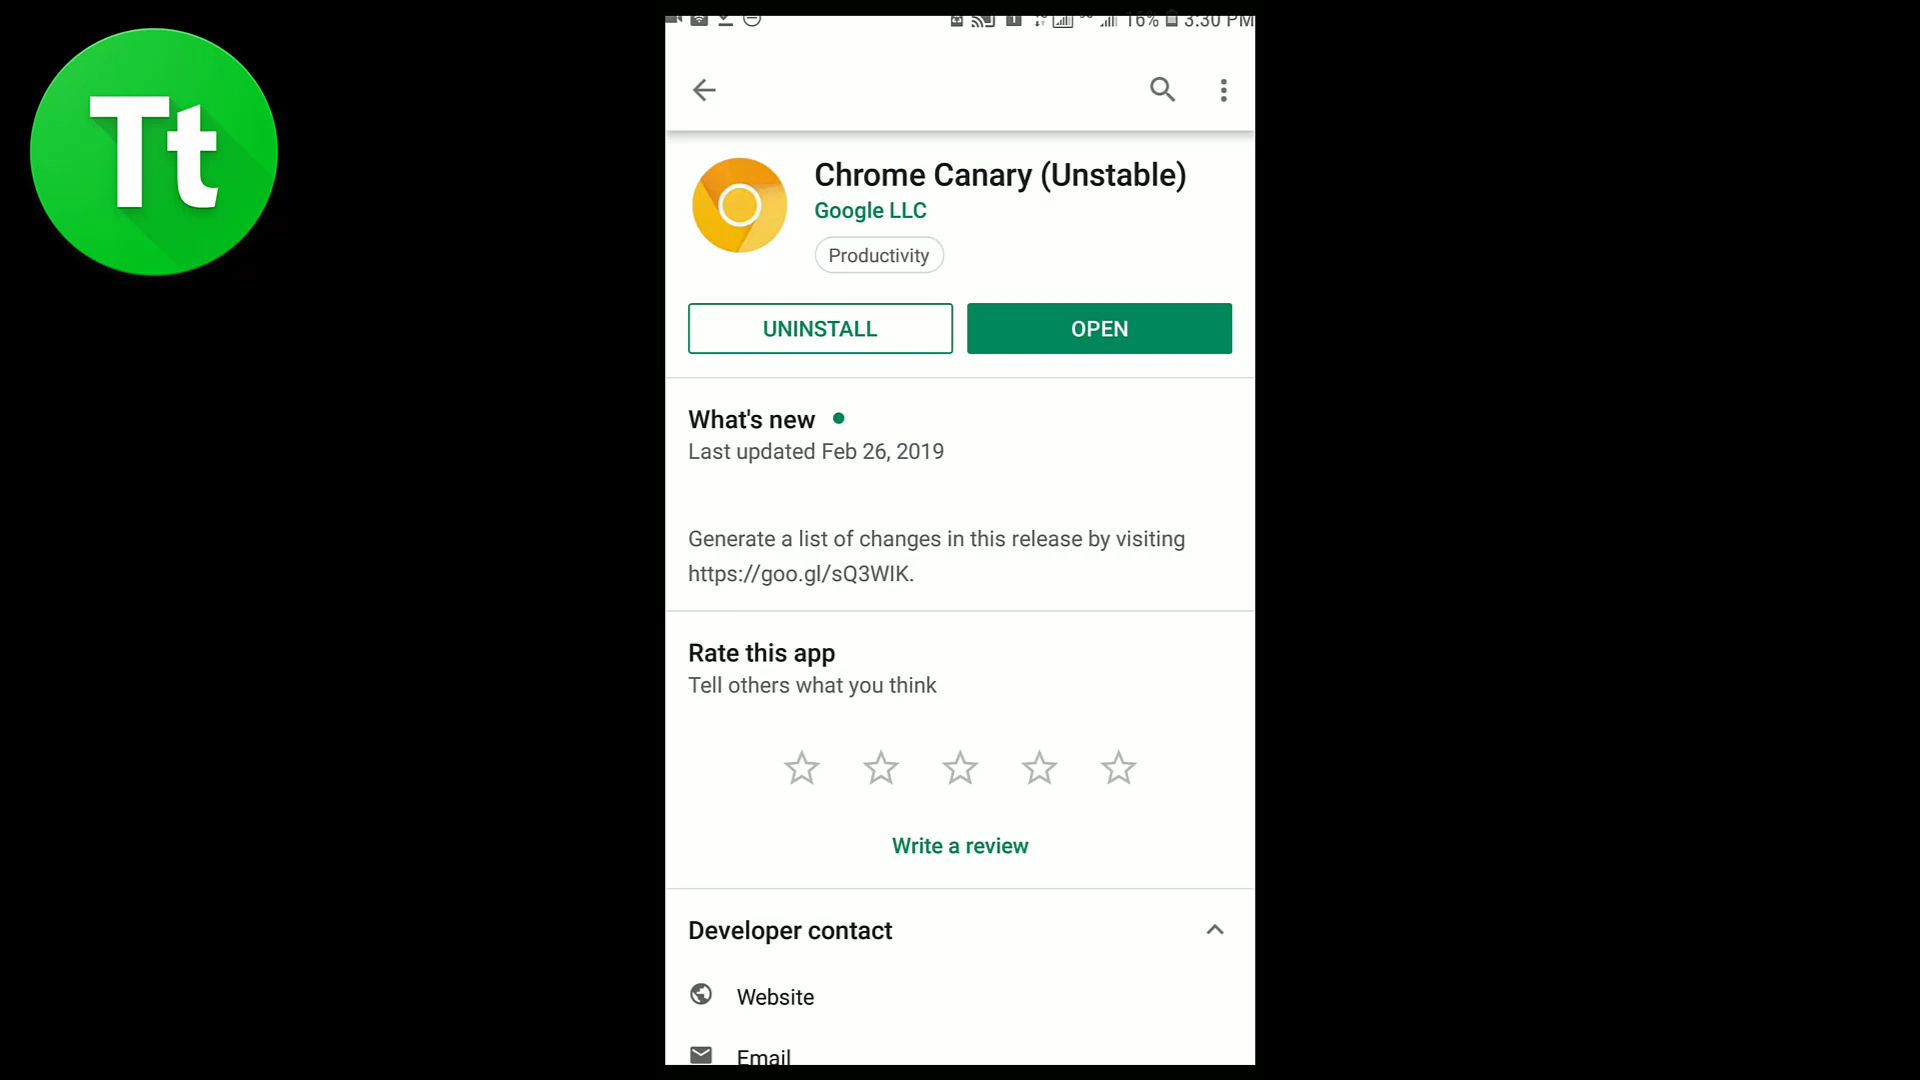 Tt
16% 3:30 PM
Chrome Canary (Unstable)
Google LLC
Productivity
UNINSTALL
OPEN
What's new
Last updated Feb 26, 2019
Generate a list of changes in this release by visiting
https://goo.gl/sQ3WIK.
Rate this app
Tell others what you think
Write a review
Developer contact
Website
Email